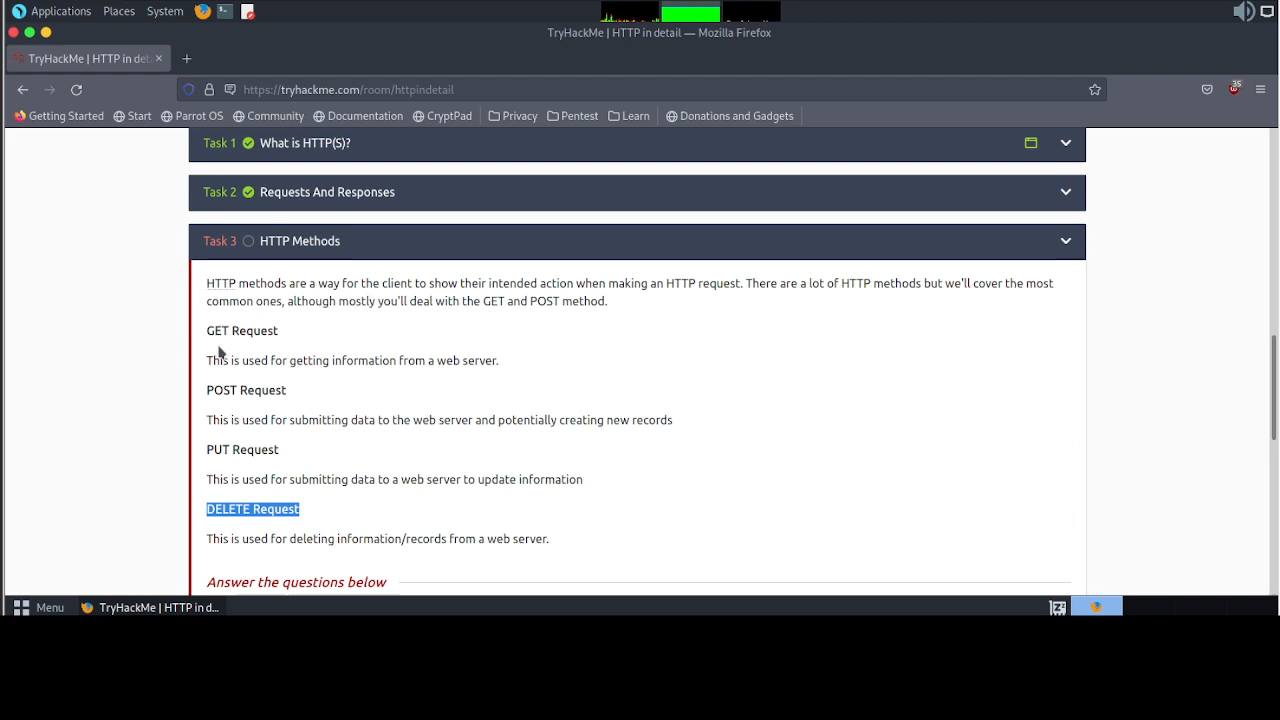 Applications Places System
TryHackMe | HTTP in detail — Mozilla Firefox
TryHackMe | HTTP in det
https://tryhackme.com/room/httpindetail
35
Getting Started Start Parrot OS Community Documentation CryptPad Privacy Pentest Learn Donations and Gadgets
Task 1 What is HTTP(S)?
Task 2 Requests And Responses
Task 3 HTTP Methods
HTTP methods are a way for the client to show their intended action when making an HTTP request. There are a lot of HTTP methods but we'll cover the most
common ones, although mostly you'll deal with the GET and POST method.
GET Request
This is used for getting information from a web server.
POST Request
This is used for submitting data to the web server and potentially creating new records
PUT Request
This is used for submitting data to a web server to update information
DELETE Request
This is used for deleting information/records from a web server.
Answer the questions below
Menu TryHackMe | HTTP in d...